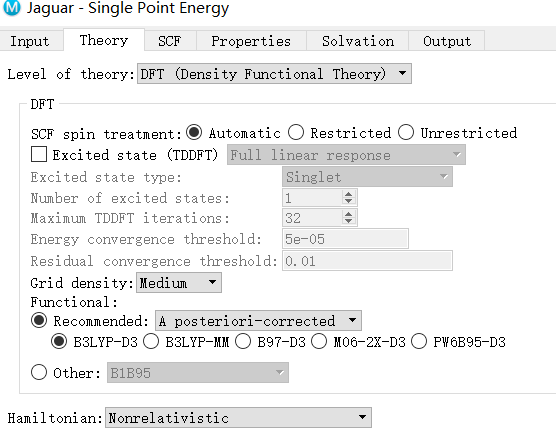 Jaguar - Single Point Energy
Input Theory SCF Properties Solvation Output
Level of theory: DFT (Density Functional Theory)
DFT
SCF spin treatment: Automatic Restricted Unrestricted
Excited state (TDDFT) Full linear response
Excited state type: Singlet
Number of excited states: 1
Maximum TDDFT iterations: 32
Energy convergence threshold: 5e-05
Residual convergence threshold: 0.01
Grid density: Medium
Functional:
Recommended: A posteriori-corrected
B3LYP-D3 B3LYP-MM B97-D3 M06-2X-D3 PW6B95-D3
Other: B1B95
Hamiltonian: Nonrelativistic